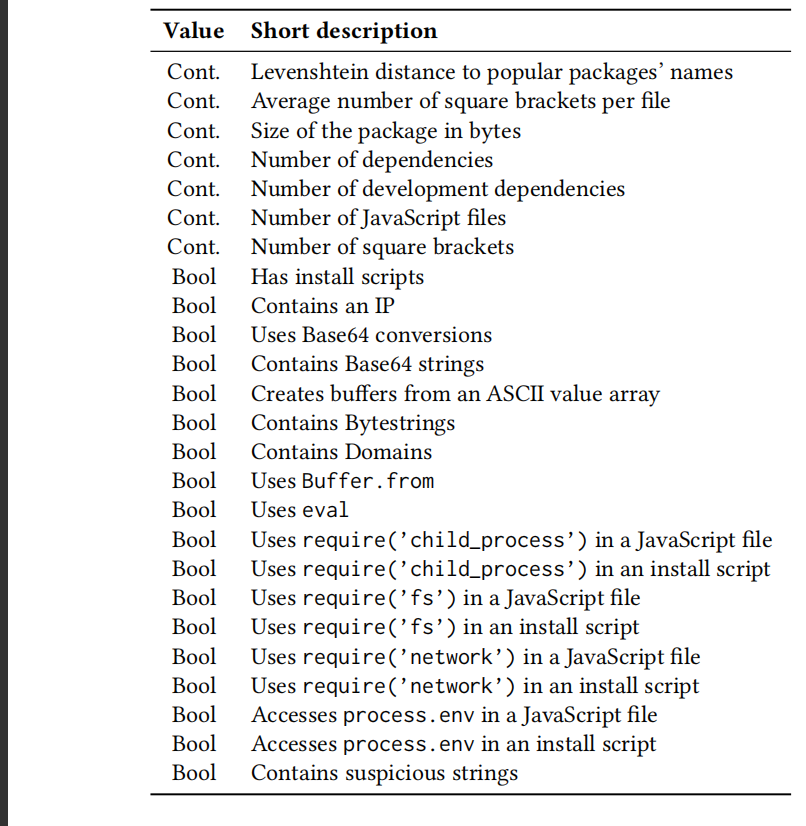 Value Short description
Cont. Levenshtein distance to popular packages’ names
Cont. Average number of square brackets per file
Cont. Size of the package in bytes
Cont. Number of dependencies
Cont. Number of development dependencies
Cont. Number of JavaScript files
Cont. Number of square brackets
Bool Has install scripts
Bool Contains an IP
Bool Uses Base64 conversions
Bool Contains Base64 strings
Bool Creates buffers from an ASCII value array
Bool Contains Bytestrings
Bool Contains Domains
Bool Uses Buffer.from
Bool Uses eval
Bool Uses require(’child_process’) in a JavaScript file
Bool Uses require(’child_process’) in an install script
Bool Uses require(’fs’) in a JavaScript file
Bool Uses require(’fs’) in an install script
Bool Uses require(’network’) in a JavaScript file
Bool Uses require(’network’) in an install script
Bool Accesses process.env in a JavaScript file
Bool Accesses process.env in an install script
Bool Contains suspicious strings